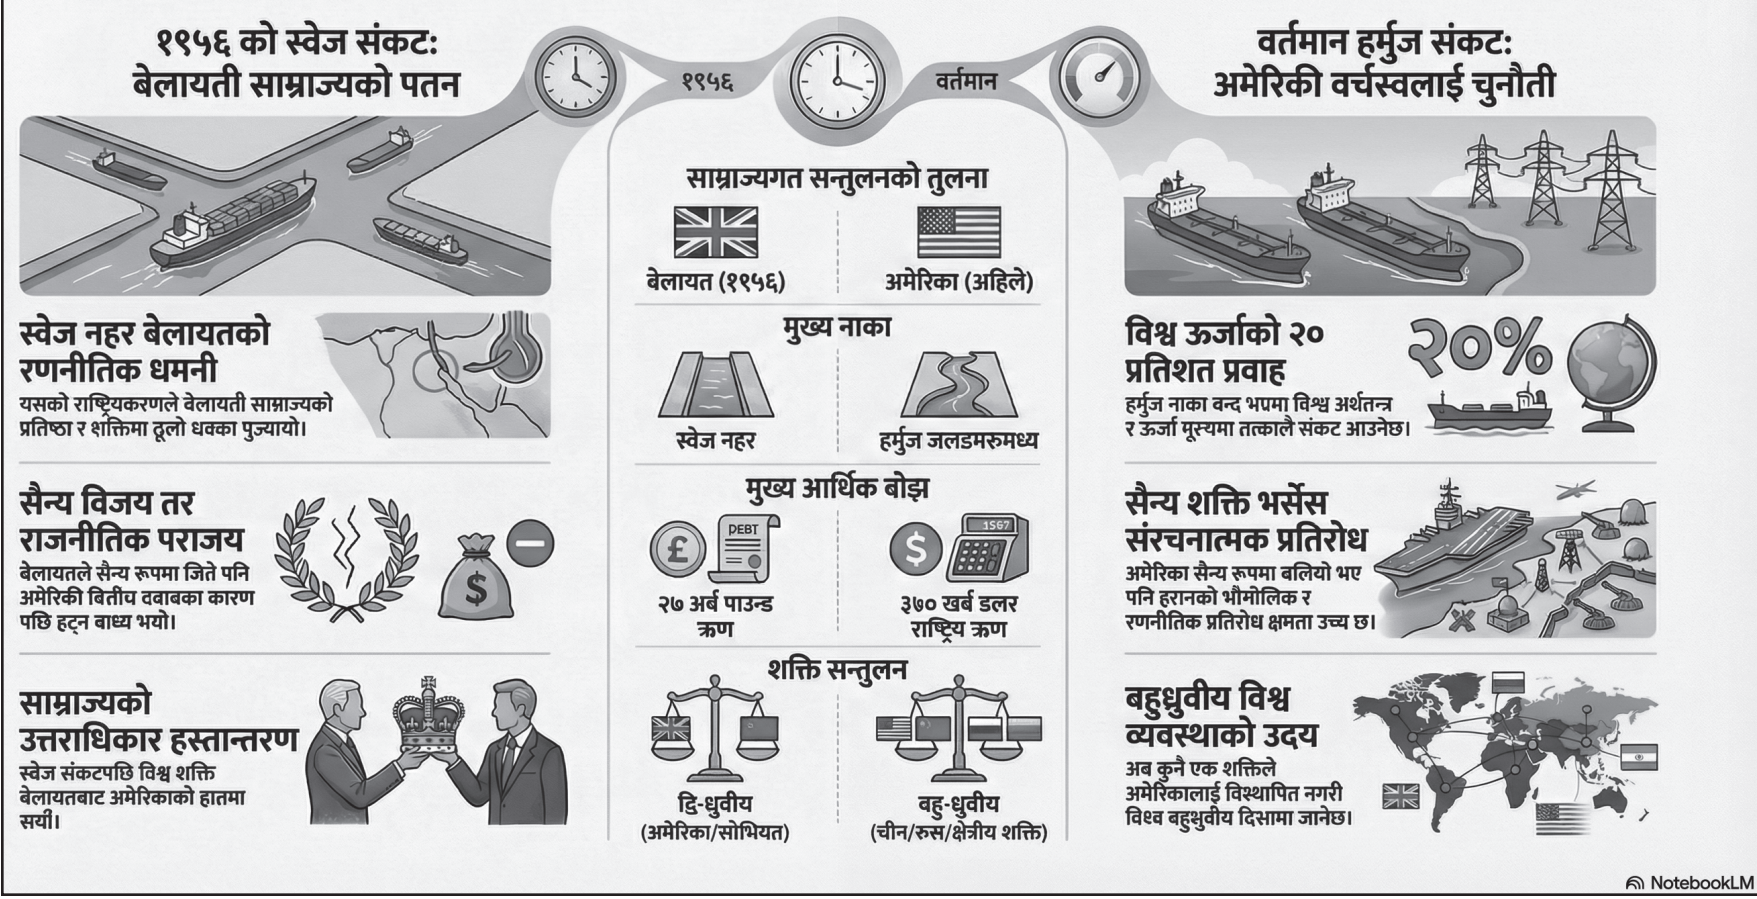 १९५६ को स्वेज संकट:
बेलायती साम्राज्यको पतन
१९५६
वर्तमान
वर्तमान हर्मुज संकट:
अमेरिकी वर्चस्वलाई चुनौती
स्वेज नहर बेलायतको
रणनीतिक धमनी
यसको राष्ट्रियकरणले बेलायती साम्राज्यको
प्रतिष्ठा र शक्तिमा ठूलो धक्का पुज्यायो।
सैन्य विजय तर
राजनीतिक पराजय
बेलायतले सैन्य रूपमा जिते पनि
अमेरिकी बितीच दवाबका कारण
पछि हट्न बाध्य भयो।
$
साम्राज्यको
उत्तराधिकार हस्तान्तरण
स्वेज संकटपछि विश्व शक्ति
बेलायतबाट अमेरिकाको हातमा
सयी।
साम्राज्यगत सन्तुलनको तुलना
बेलायत (१९५६)
अमेरिका (अहिले)
मुख्य नाका
स्वेज नहर
हर्मुज जलडमरुमध्य
मुख्य आर्थिक बोझ
£
DEBT
$
1567
२७ अर्ब पाउन्ड
ऋण
३७० खर्ब डलर
राष्ट्रिय ऋण
शक्ति सन्तुलन
द्वि-ध्रुवीय
(अमेरिका/सोभियत)
बहु-ध्रुवीय
(चीन/रुस/क्षेत्रीय शक्ति)
विश्व ऊर्जाको २०
प्रतिशत प्रवाह
हर्मुज नाका वन्द भएमा विश्व अर्थतन्त्र
र ऊर्जा मूस्यमा तत्कालै संकट आउनेछ।
२०%
सैन्य शक्ति भर्सेस
संरचनात्मक प्रतिरोध
अमेरिका सैन्य रूपमा बलियो भए
पनि हरानको भौमोलिक र
रणनीतिक प्रतिरोध क्षमता उच्य छ।
बहुध्रुवीय विश्व
व्यवस्थाको उदय
अब कुनै एक शक्तिले
अमेरिकालाई विश्थापित नगरी
विश्व बहुध्रुवीय दिसामा जानेछ।
NotebookLM